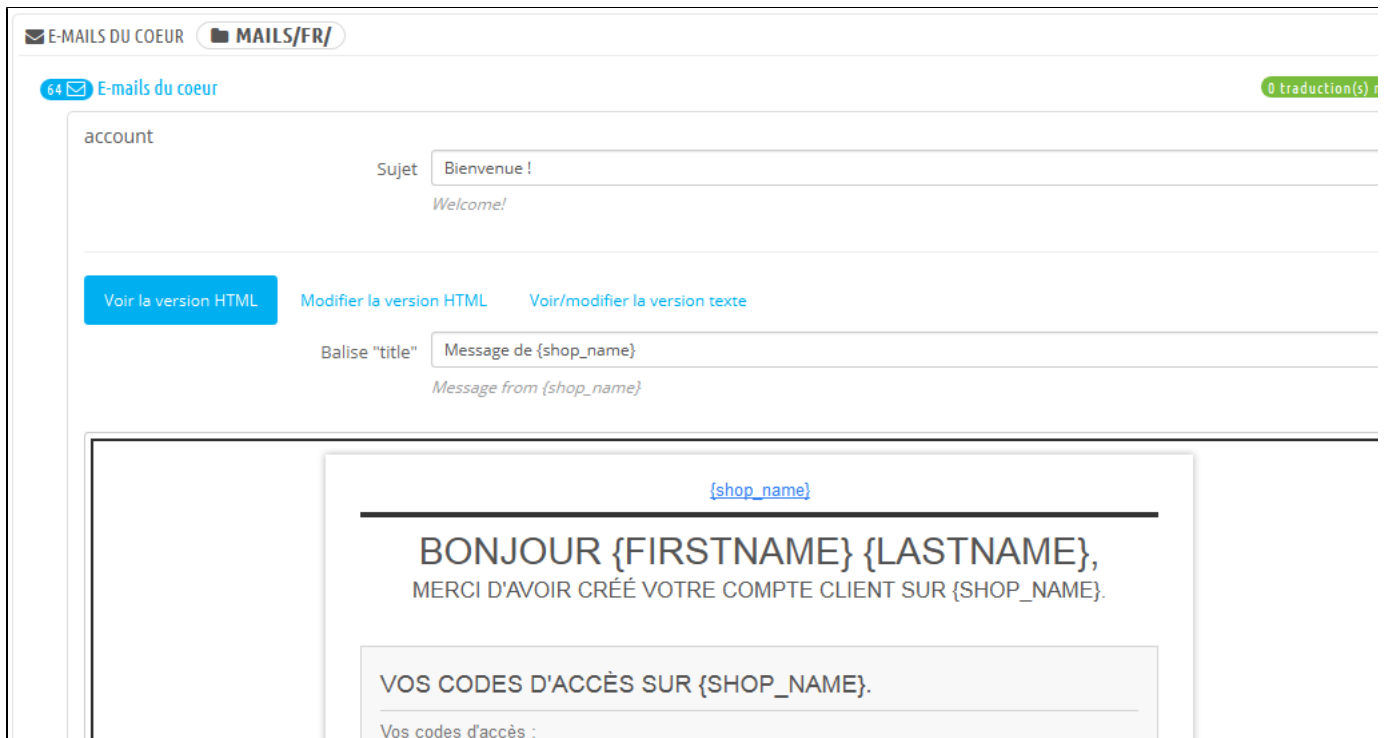 E-MAILS DU COEUR MAILS/FR/
64 E-mails du coeur 0 traduction(s)
account
Sujet Bienvenue !
Welcome!
Voir la version HTML Modifier la version HTML Voir/modifier la version texte
Balise "title" Message de {shop_name}
Message from {shop_name}
{shop_name}
BONJOUR {FIRSTNAME} {LASTNAME},
MERCI D'AVOIR CRÉÉ VOTRE COMPTE CLIENT SUR {SHOP_NAME}.
VOS CODES D'ACCÈS SUR {SHOP_NAME}.
Vos codes d'accès :